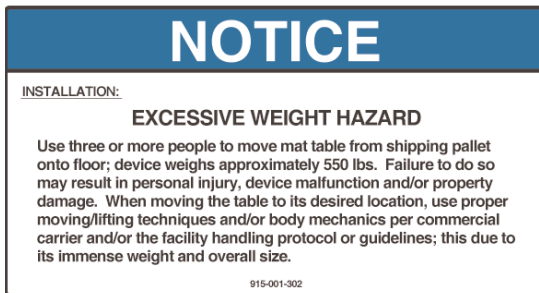 NOTICE
INSTALLATION:
EXCESSIVE WEIGHT HAZARD
Use three or more people to move mat table from shipping pallet
onto floor; device weighs approximately 550 lbs.  Failure to do so
may result in personal injury, device malfunction and/or property
damage.  When moving the table to its desired location, use proper
moving/lifting techniques and/or body mechanics per commercial
carrier and/or the facility handling protocol or guidelines; this due to
its immense weight and overall size.
915-001-302